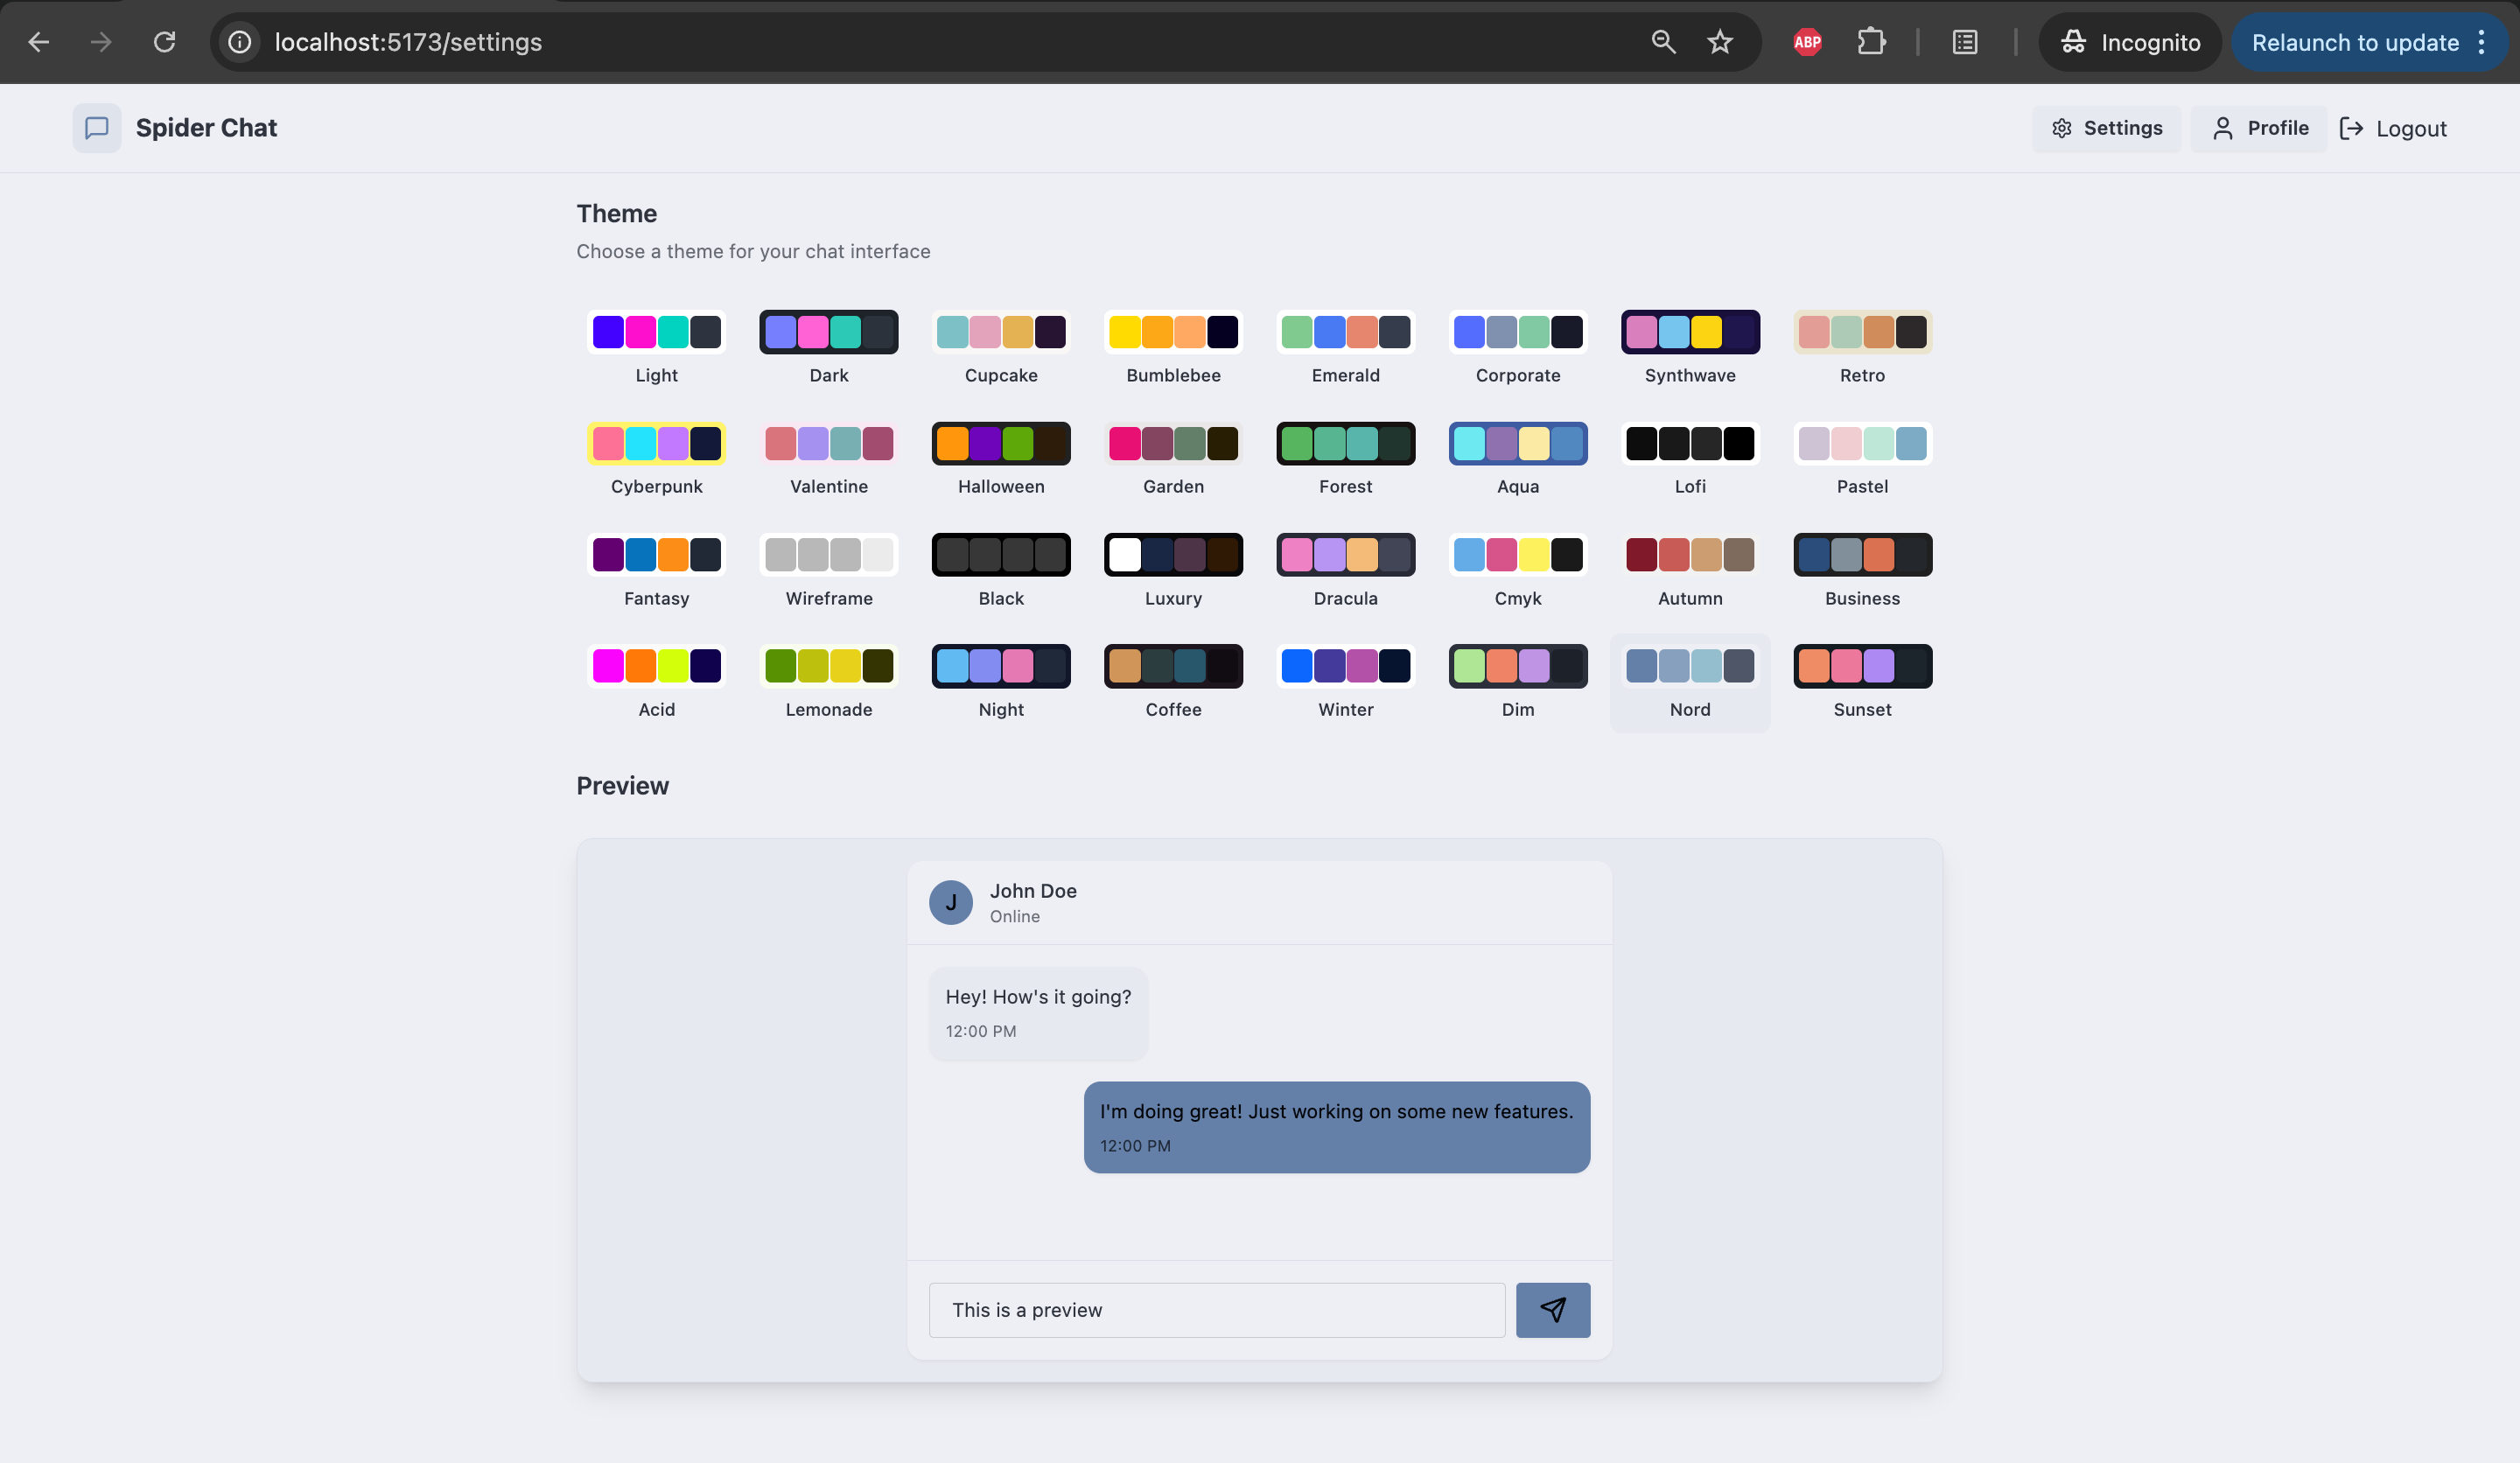 localhost:5173/settings
ABP
Incognito
Relaunch to update
Spider Chat
Settings
Profile
Logout
Theme
Choose a theme for your chat interface
Light
Dark
Cupcake
Bumblebee
Emerald
Corporate
Synthwave
Retro
Cyberpunk
Valentine
Halloween
Garden
Forest
Aqua
Lofi
Pastel
Fantasy
Wireframe
Black
Luxury
Dracula
Cmyk
Autumn
Business
Acid
Lemonade
Night
Coffee
Winter
Dim
Nord
Sunset
Preview
J
John Doe
Online
Hey! How's it going?
12:00 PM
I'm doing great! Just working on some new features.
12:00 PM
This is a preview